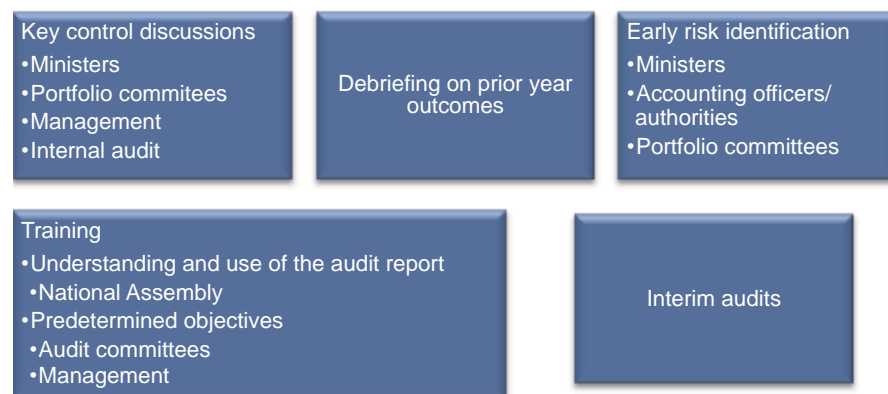 Key control discussions
•Ministers
•Portfolio commitees
•Management
•Internal audit
Debriefing on prior year
outcomes
Early risk identification
•Ministers
•Accounting officers/
authorities
•Portfolio committees
Training
•Understanding and use of the audit report
•National Assembly
•Predetermined objectives
•Audit committees
•Management
Interim audits